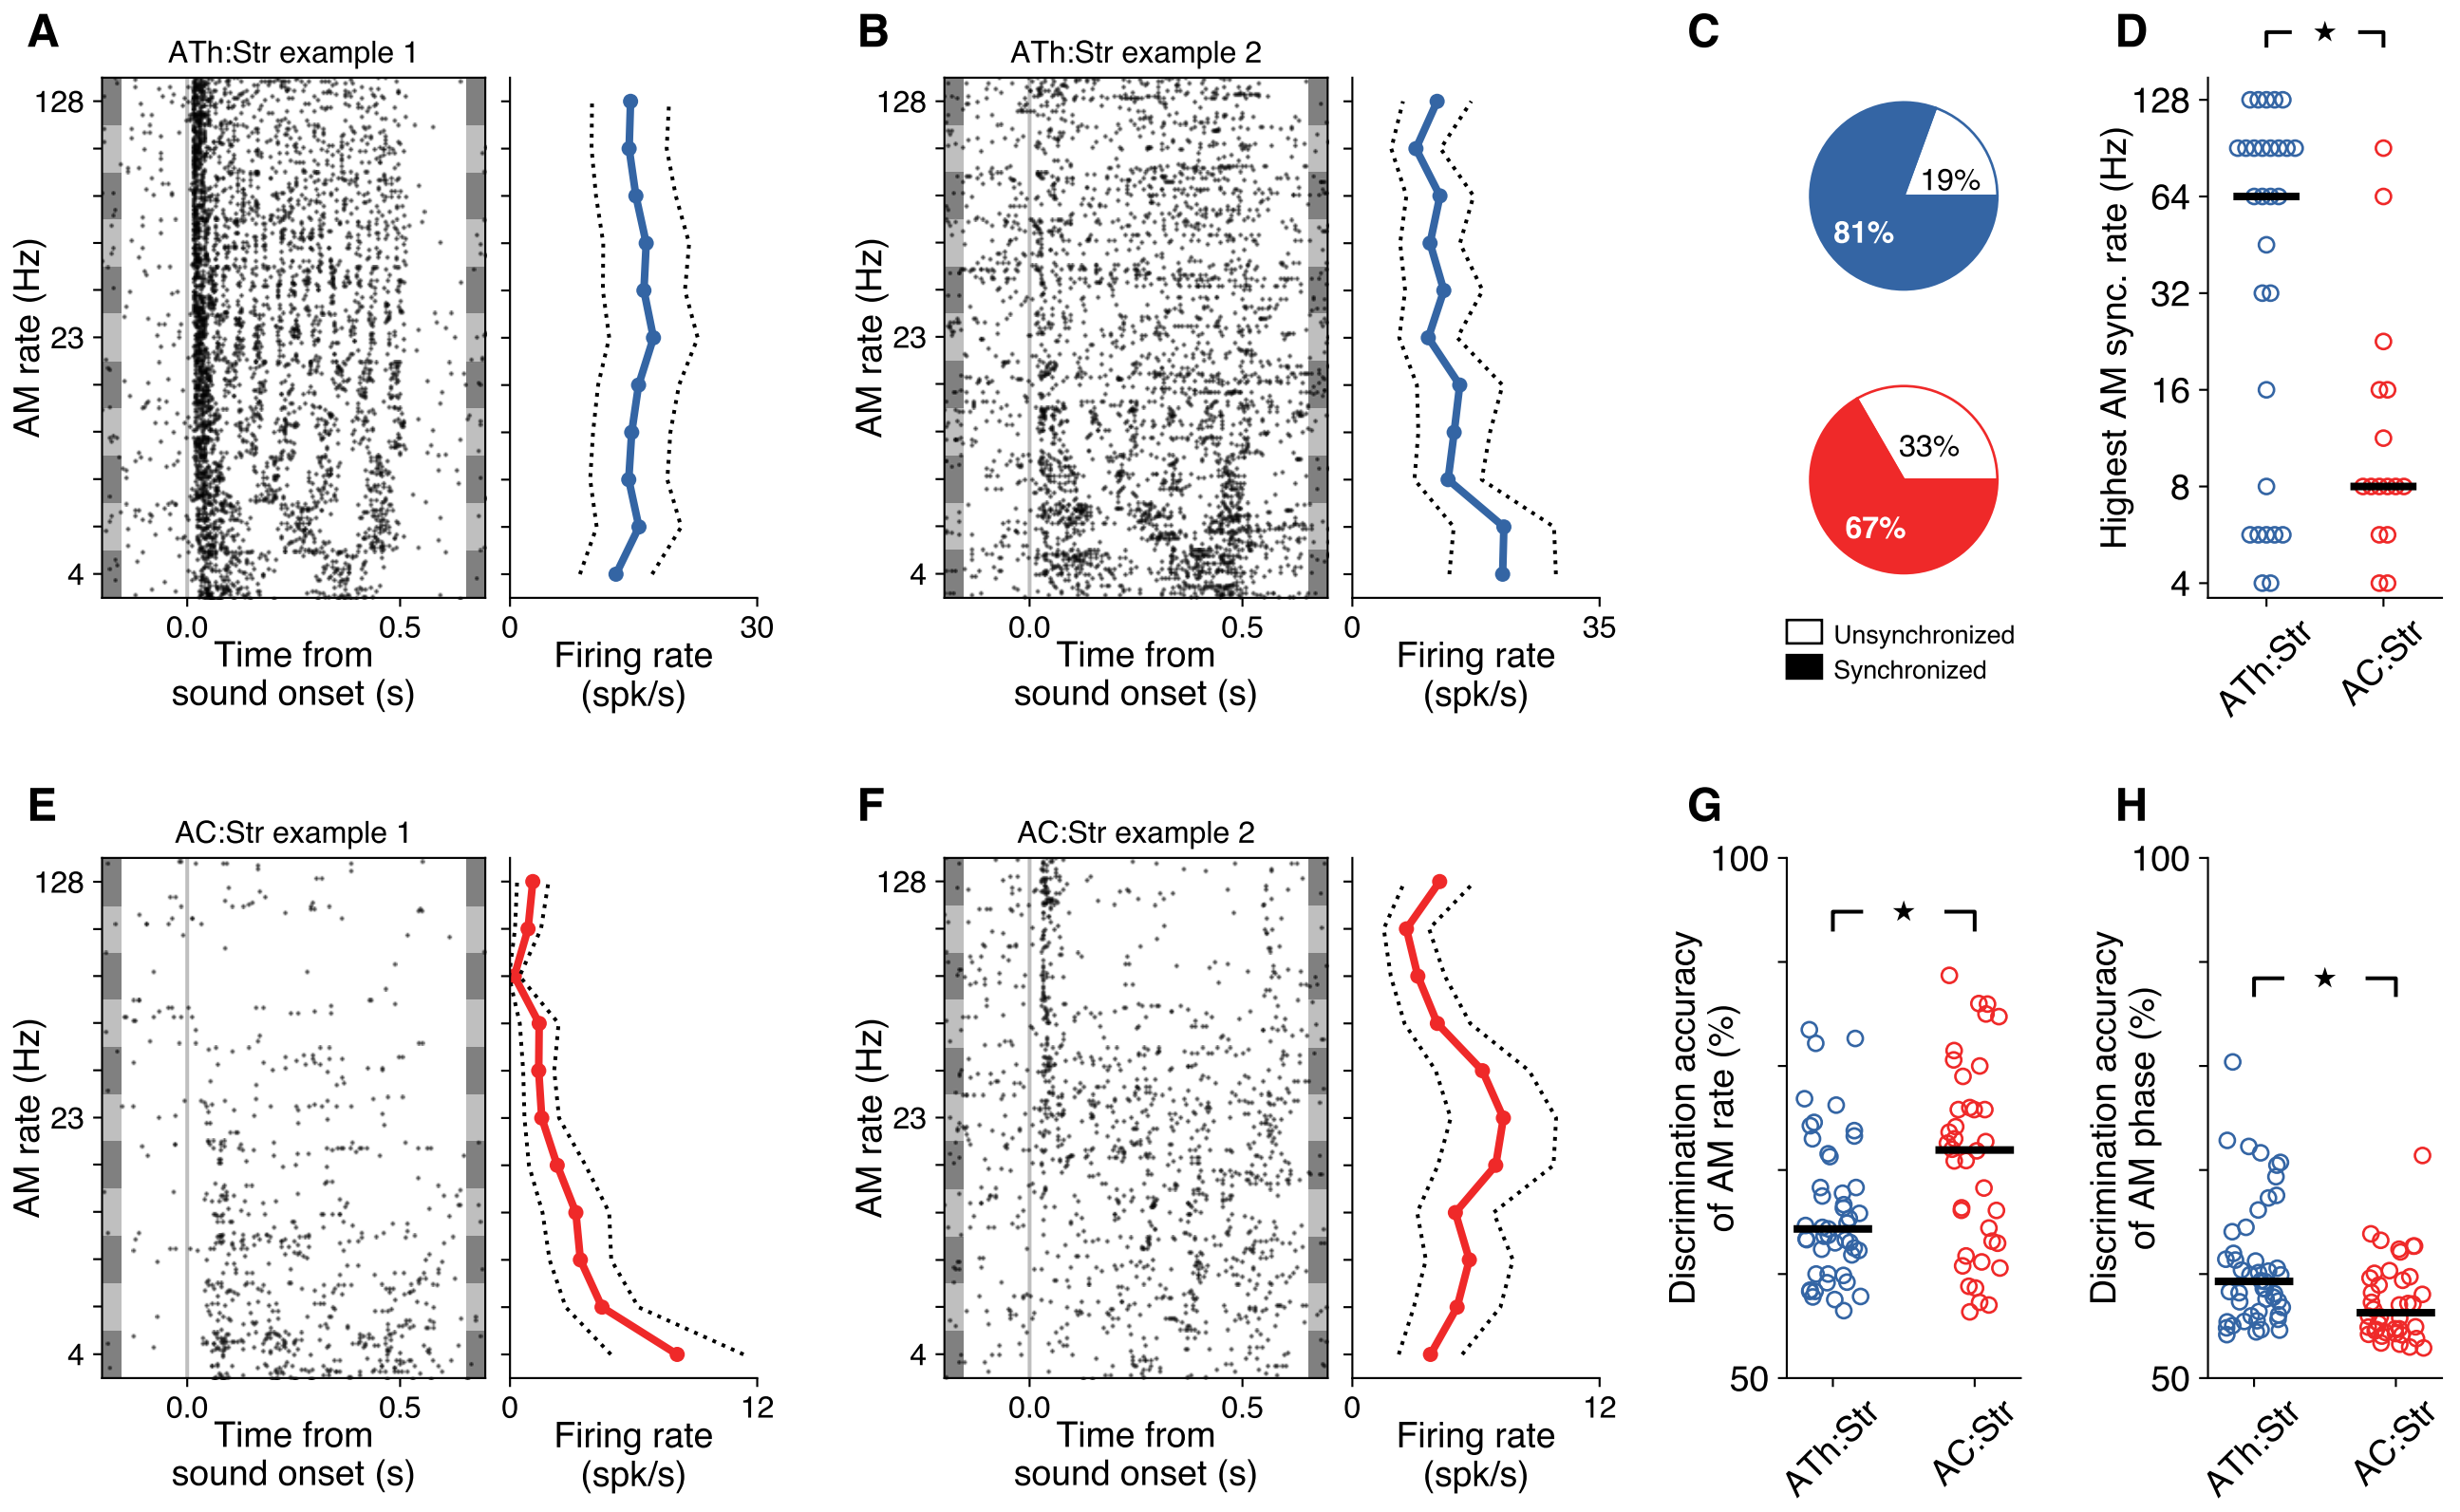 A
ATh:Str example 1
128
23
4
AM rate (Hz)
0.0
0.5
Time from
sound onset (s)
0
30
Firing rate
(spk/s)
B
ATh:Str example 2
128
23
4
AM rate (Hz)
0.0
0.5
Time from
sound onset (s)
0
35
Firing rate
(spk/s)
C
19%
81%
33%
67%
Unsynchronized
Synchronized
D
★
Highest AM sync. rate (Hz)
128
64
32
16
8
4
ATh:Str
AC:Str
E
AC:Str example 1
128
23
4
AM rate (Hz)
0.0
0.5
Time from
sound onset (s)
0
12
Firing rate
(spk/s)
F
AC:Str example 2
128
23
4
AM rate (Hz)
0.0
0.5
Time from
sound onset (s)
0
12
Firing rate
(spk/s)
G
★
Discrimination accuracy
of AM rate (%)
100
50
ATh:Str
AC:Str
H
★
Discrimination accuracy
of AM phase (%)
100
50
ATh:Str
AC:Str